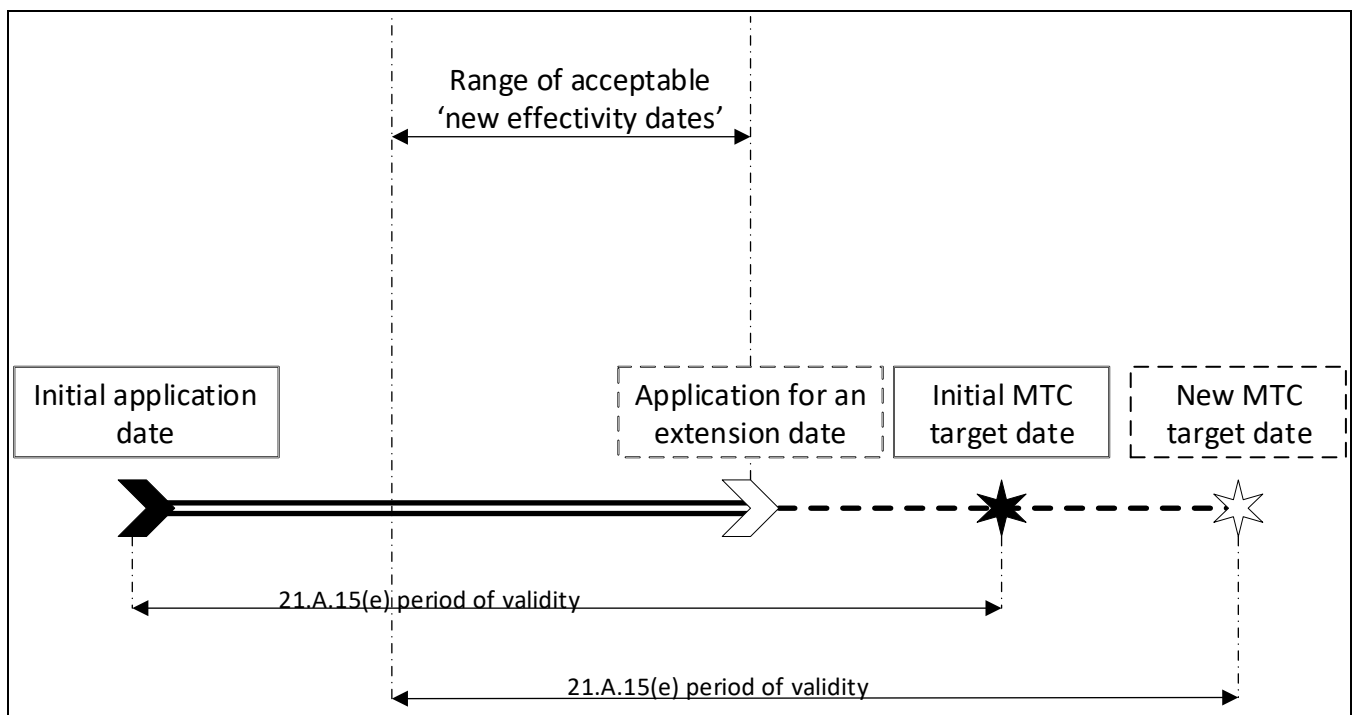 Range of acceptable
‘new effectivity dates’
Initial application
date
Application for an
extension date
Initial MTC
target date
New MTC
target date
21.A.15(e) period of validity
21.A.15(e) period of validity